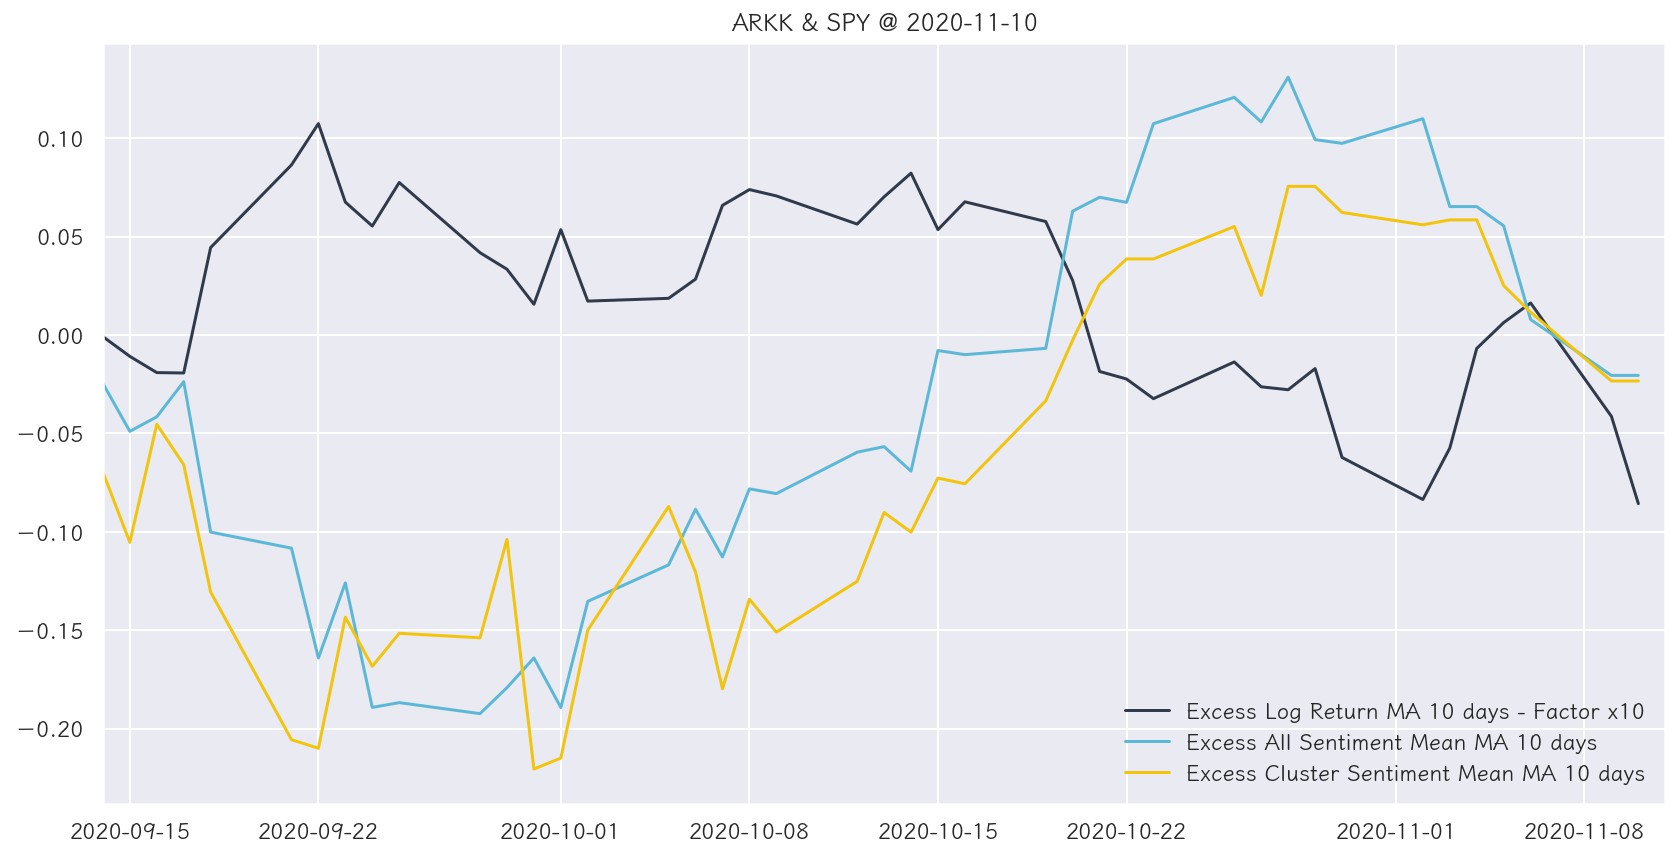 ARKK & SPY @ 2020-11-10
0.10
0.05
0.00
−0.05
−0.10
−0.15
−0.20
Excess Log Return MA 10 days - Factor x10
Excess All Sentiment Mean MA 10 days
Excess Cluster Sentiment Mean MA 10 days
2020-09-15 2020-09-22 2020-10-01 2020-10-08 2020-10-15 2020-10-22 2020-11-01 2020-11-08